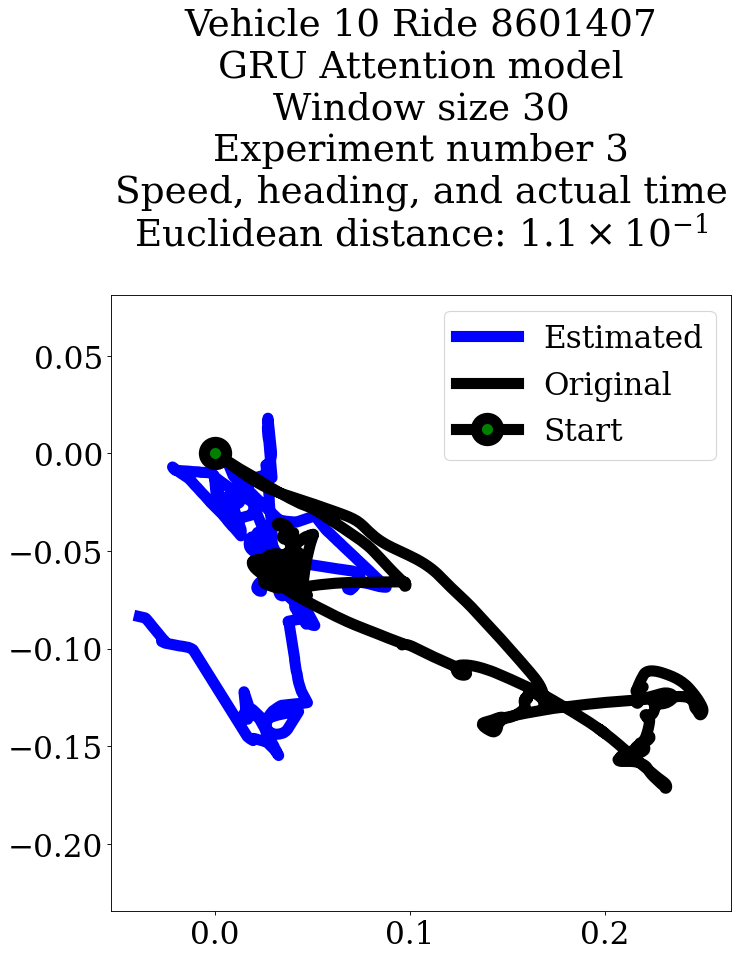 Vehicle 10 Ride 8601407
GRU Attention model
Window size 30
Experiment number 3
Speed, heading, and actual time
Euclidean distance: 1.1 × 10⁻¹
Estimated
Original
Start
0.05
0.00
−0.05
−0.10
−0.15
−0.20
0.0 0.1 0.2